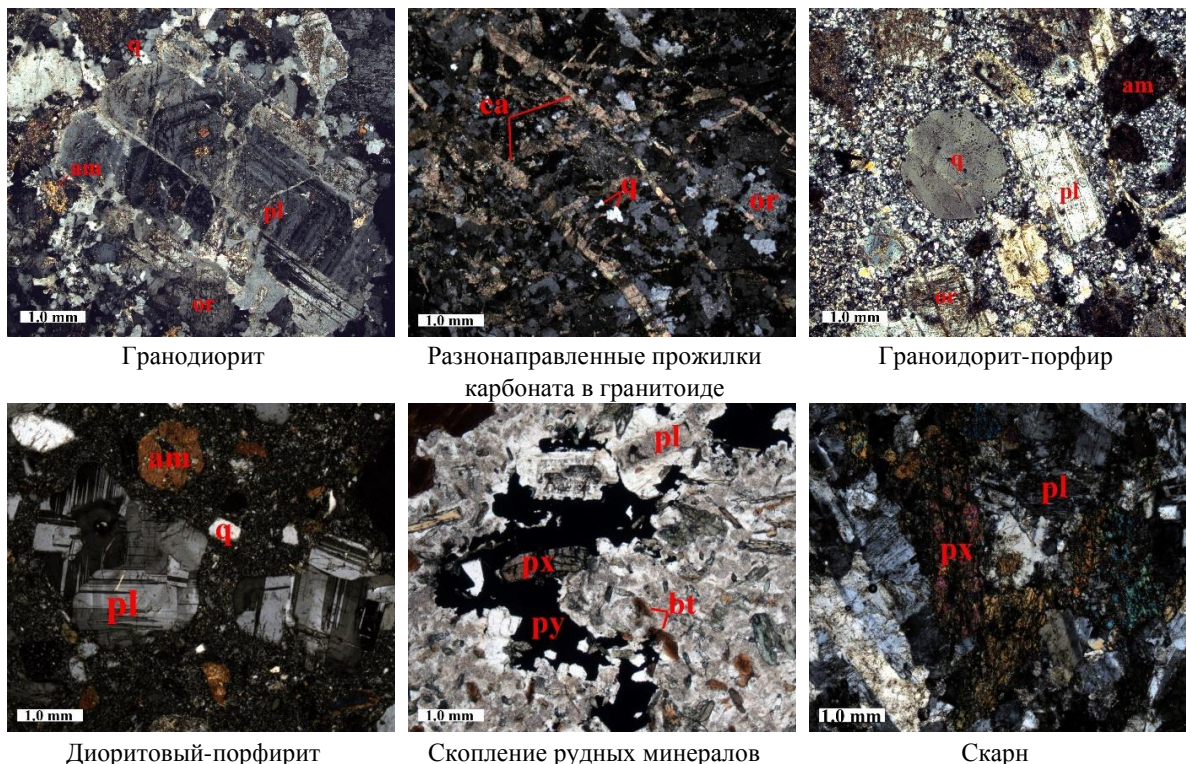 q
am
pl
or
1.0 mm
ca
q
or
1.0 mm
am
q
pl
or
1.0 mm
Гранодиорит
Разнонаправленные прожилки
карбоната в гранитоиде
Граноидорит-порфир
am
q
pl
1.0 mm
pl
px
bt
py
1.0 mm
pl
px
1.0 mm
Диоритовый-порфирит
Скопление рудных минералов
Скарн